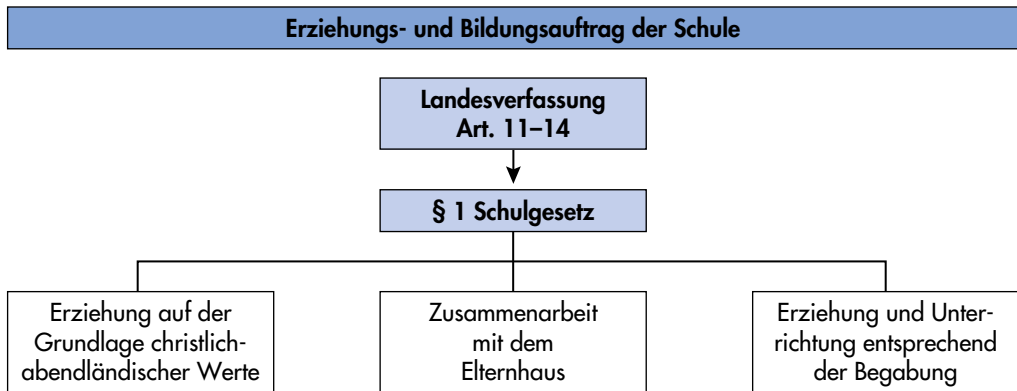 Erziehungs- und Bildungsauftrag der Schule
Landesverfassung
Art. 11–14
§ 1 Schulgesetz
Erziehung auf der
Grundlage christlich-
abendländischer Werte
Zusammenarbeit
mit dem
Elternhaus
Erziehung und Unter-
richtung entsprechend
der Begabung